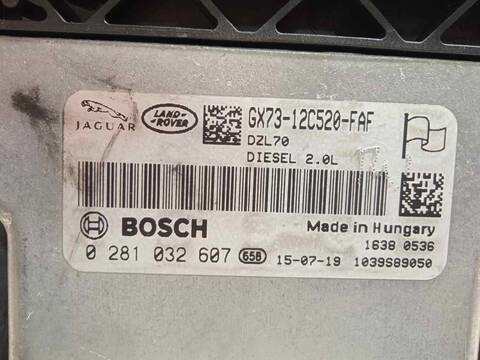 JAGUAR
LAND-
ROVER
GX73-12C520-FAF
DZL70
DIESEL 2.0L
BOSCH
Made in Hungary
1638 0536
0 281 032 607 658 15-07-19 1039S89050